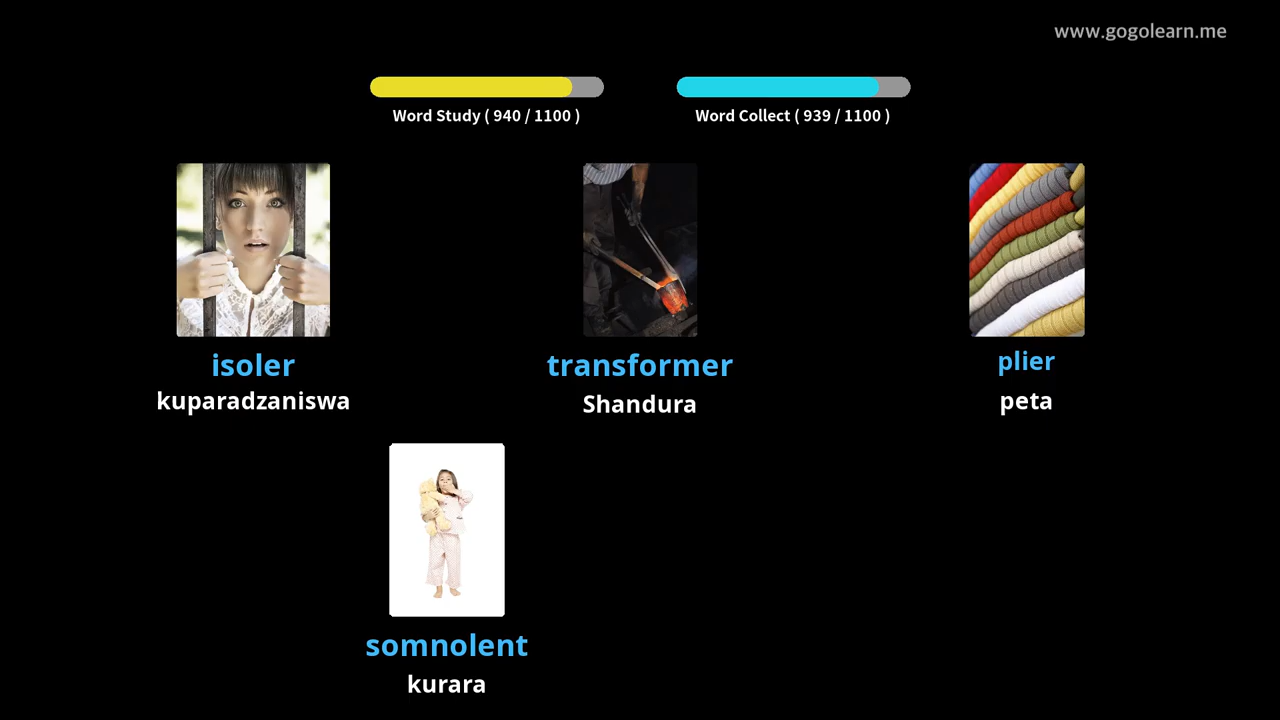 www.gogolearn.me
Word Study ( 940 / 1100 )
Word Collect ( 939 / 1100 )
isoler
kuparadzaniswa
transformer
Shandura
plier
peta
somnolent
kurara